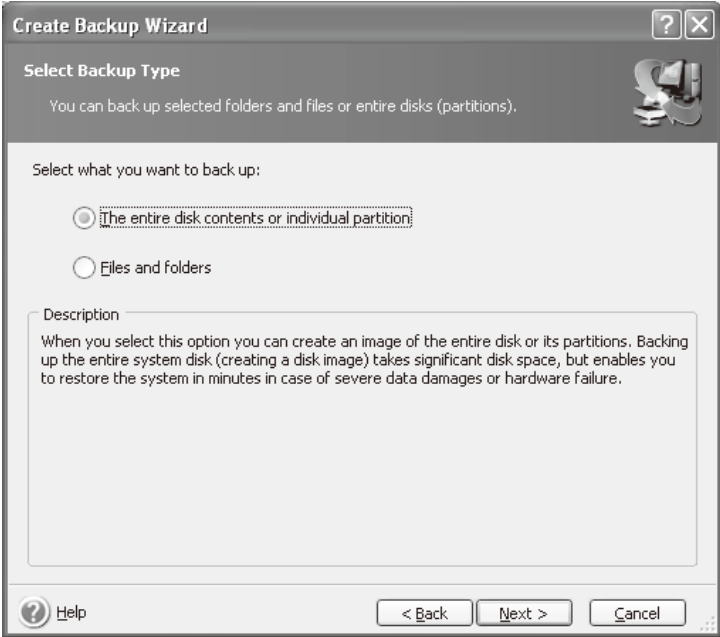 Create Backup Wizard
Select Backup Type
You can back up selected folders and files or entire disks (partitions).
Select what you want to back up:
The entire disk contents or individual partition
Files and folders
Description
When you select this option you can create an image of the entire disk or its partitions. Backing
up the entire system disk (creating a disk image) takes significant disk space, but enables you
to restore the system in minutes in case of severe data damages or hardware failure.
Help
< Back
Next >
Cancel